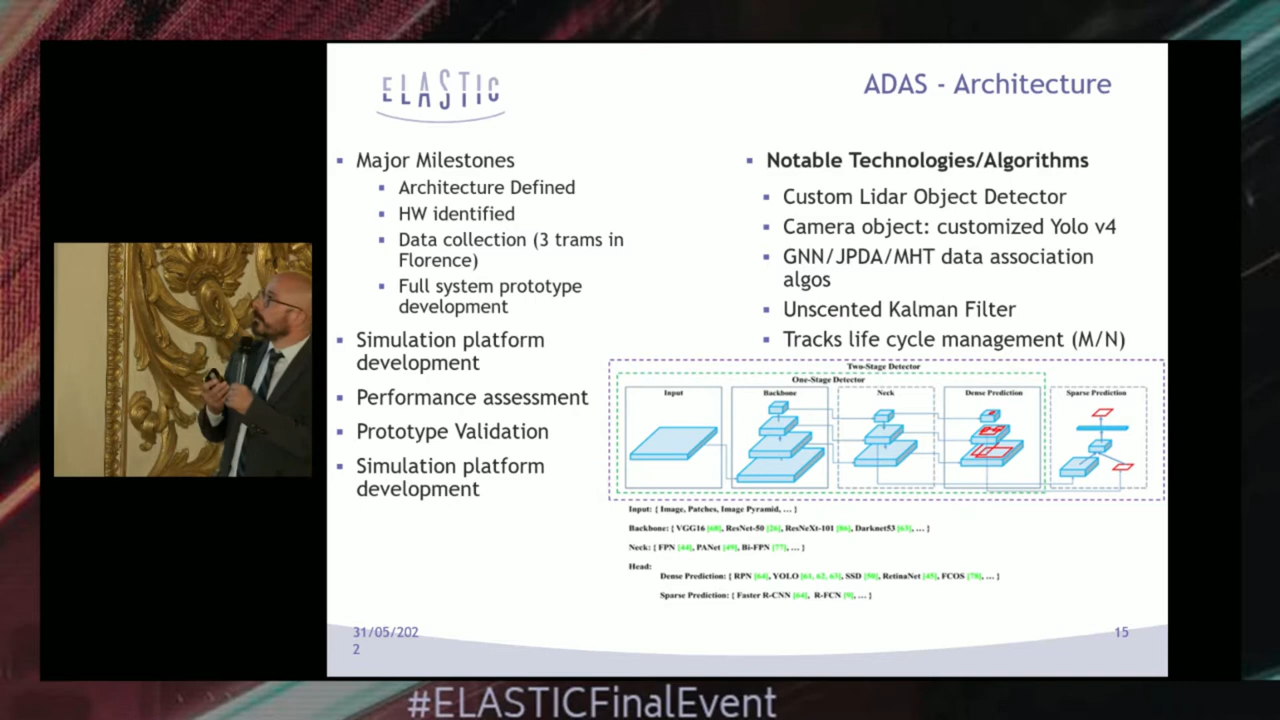 ELASTIC
ADAS - Architecture
Major Milestones
Architecture Defined
HW identified
Data collection (3 trams in
Florence)
Full system prototype
development
Simulation platform
development
Performance assessment
Prototype Validation
Simulation platform
development
Notable Technologies/Algorithms
Custom Lidar Object Detector
Camera object: customized Yolo v4
GNN/JPDA/MHT data association
algos
Unscented Kalman Filter
Tracks life cycle management (M/N)
Two-Stage Detector
One-Stage Detector
Input
Backbone
Neck
Dense Prediction
Sparse Prediction
Input: { Image, Patches, Image Pyramid, … }
Backbone: { VGG16 [68], ResNet-50 [26], ResNeXt-101 [86], Darknet53 [63], … }
Neck: { FPN [44], PANet [49], Bi-FPN [77], … }
Head:
Dense Prediction: { RPN [64], YOLO [61, 62, 63], SSD [50], RetinaNet [45], FCOS [78], … }
Sparse Prediction: { Faster R-CNN [64], R-FCN [9], … }
31/05/202
2
15
#ELASTICFinalEvent